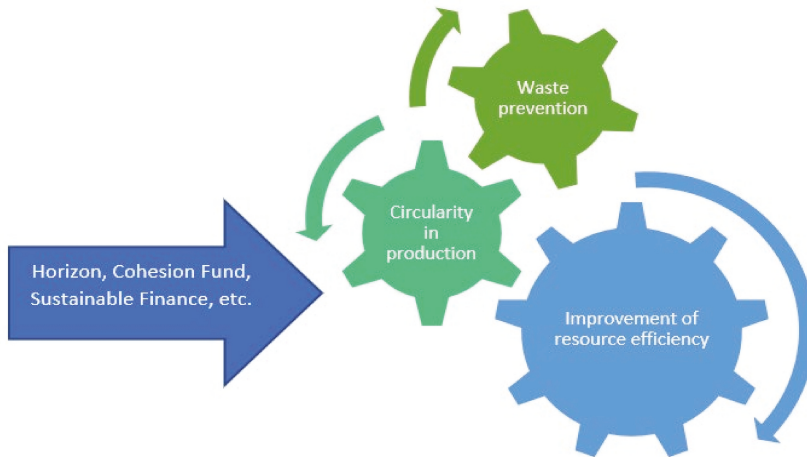 Waste
prevention
Circularity
in
production
Horizon, Cohesion Fund,
Sustainable Finance, etc.
Improvement of
resource efficiency